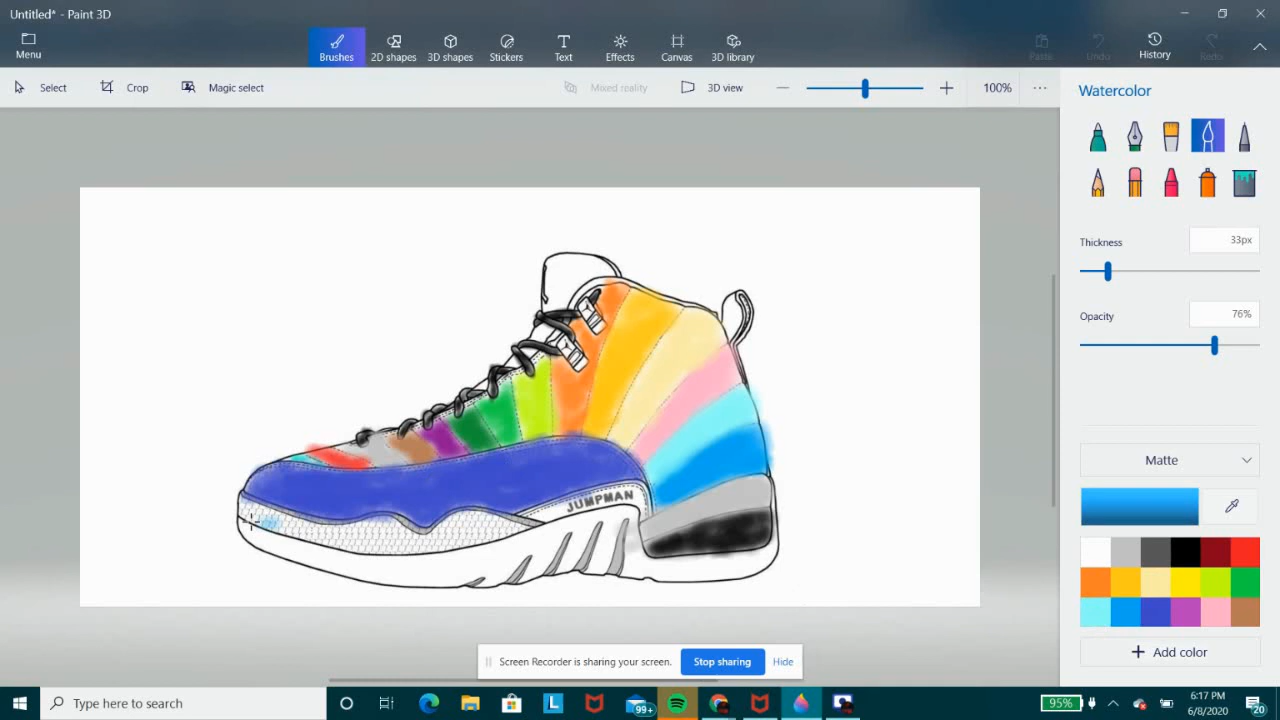 Untitled* - Paint 3D
Menu
Brushes
2D shapes
3D shapes
Stickers
Text
Effects
Canvas
3D library
Paste
Undo
History
Redo
Select
Crop
Magic select
Mixed reality
3D view
100%
Watercolor
Thickness
33px
Opacity
76%
Matte
Add color
JUMPMAN
Screen Recorder is sharing your screen.
Stop sharing
Hide
Type here to search
L
99+
95%
6:17 PM
6/8/2020
20